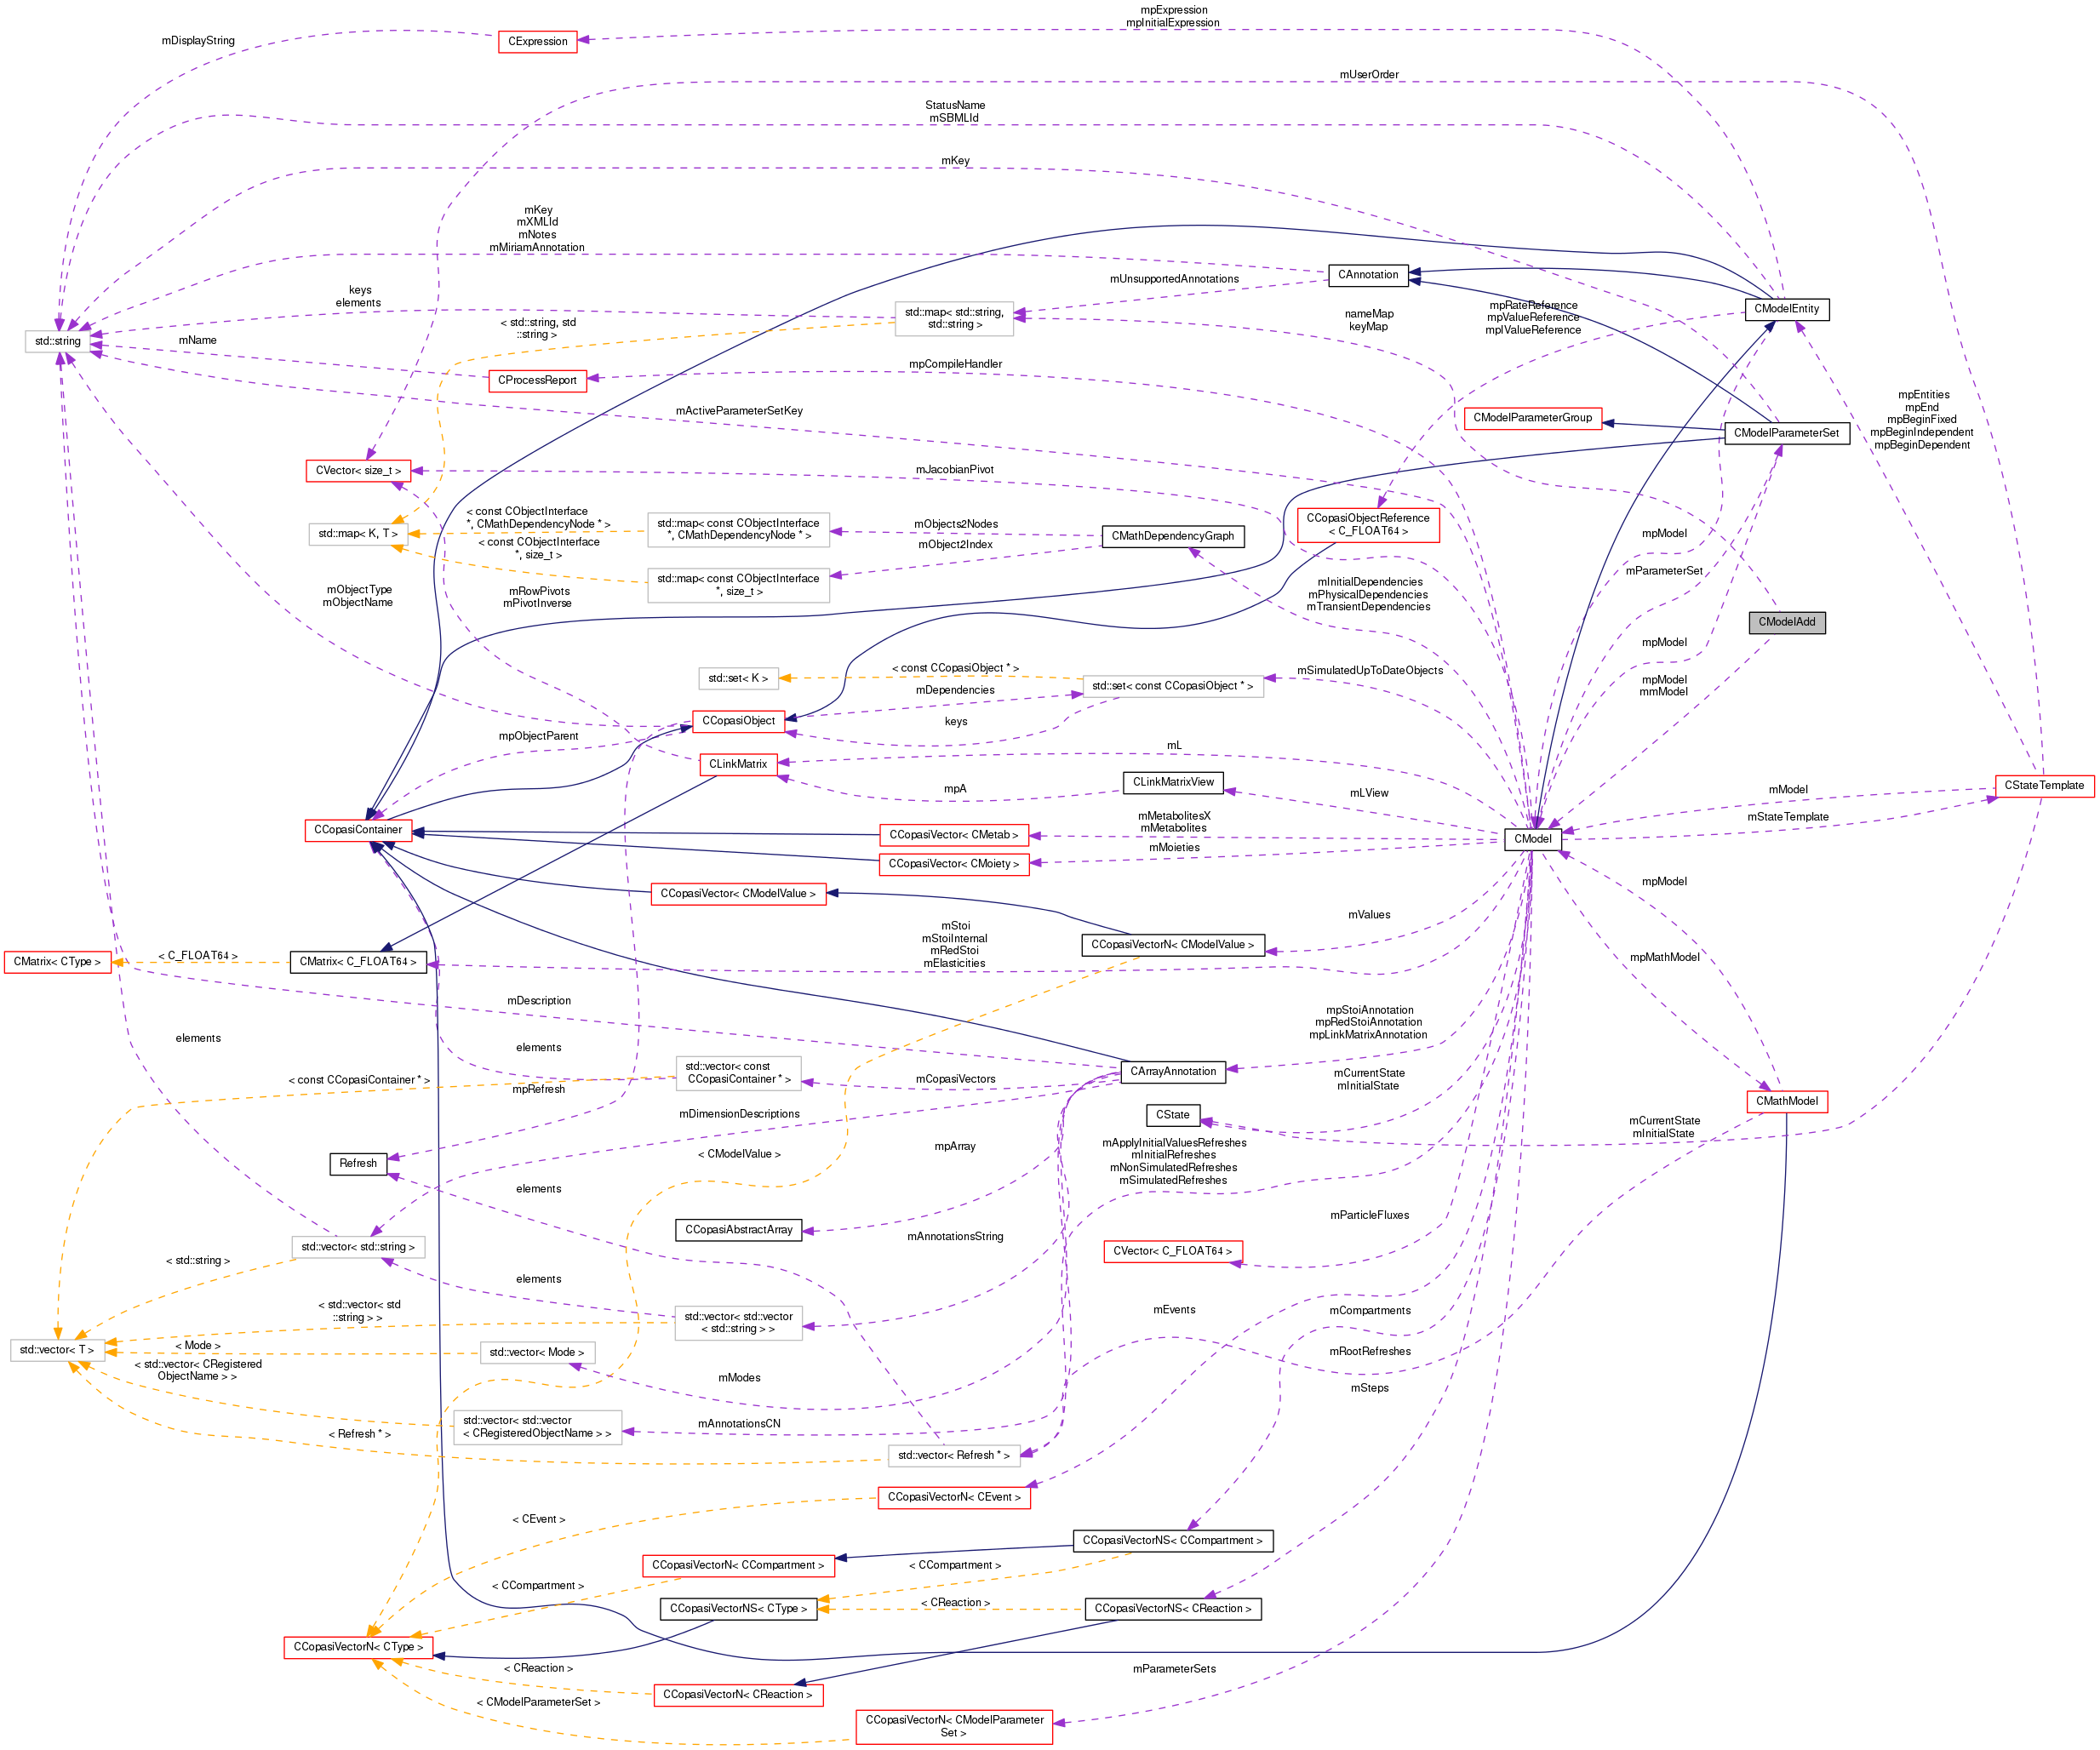 mpExpression
mpInitialExpression
mDisplayString
CExpression
mUserOrder
StatusName
mSBMLId
mKey
mKey
mXMLId
mNotes
mMiriamAnnotation
CAnnotation
mUnsupportedAnnotations
keys
elements
std::map< std::string,
std::string >
nameMap
keyMap
mpRateReference
mpValueReference
mpIValueReference
CModelEntity
< std::string, std
::string >
std::string
mName
CProcessReport
mpCompileHandler
mActiveParameterSetKey
CModelParameterGroup
CModelParameterSet
mpEntities
mpEnd
mpBeginFixed
mpBeginIndependent
mpBeginDependent
CVector< size_t >
mJacobianPivot
std::map< K, T >
< const CObjectInterface
*, CMathDependencyNode * >
< const CObjectInterface
*, size_t >
std::map< const CObjectInterface
*, CMathDependencyNode * >
mObjects2Nodes
mObject2Index
CMathDependencyGraph
CCopasiObjectReference
< C_FLOAT64 >
mpModel
mParameterSet
std::map< const CObjectInterface
*, size_t >
mObjectType
mObjectName
mRowPivots
mPivotInverse
mInitialDependencies
mPhysicalDependencies
mTransientDependencies
CModelAdd
mpModel
std::set< K >
< const CCopasiObject * >
std::set< const CCopasiObject * >
mSimulatedUpToDateObjects
mpModel
mmModel
mDependencies
CCopasiObject
keys
mpObjectParent
CLinkMatrix
mL
mpA
CLinkMatrixView
mLView
mModel
CStateTemplate
mStateTemplate
CCopasiContainer
CCopasiVector< CMetab >
mMetabolitesX
mMetabolites
CModel
mMoieties
CCopasiVector< CMoiety >
CCopasiVector< CModelValue >
mpModel
mValues
CMatrix< CType >
< C_FLOAT64 >
CMatrix< C_FLOAT64 >
mStoi
mStoiInternal
mRedStoi
mElasticities
CCopasiVectorN< CModelValue >
mpMathModel
mDescription
mpStoiAnnotation
mpRedStoiAnnotation
mpLinkMatrixAnnotation
elements
elements
std::vector< const
CCopasiContainer * >
mCopasiVectors
CArrayAnnotation
< const CCopasiContainer * >
mpRefresh
mCurrentState
mInitialState
CMathModel
CState
mCurrentState
mInitialState
mDimensionDescriptions
mpArray
mApplyInitialValuesRefreshes
mInitialRefreshes
mNonSimulatedRefreshes
mSimulatedRefreshes
Refresh
< CModelValue >
elements
CCopasiAbstractArray
mParticleFluxes
std::vector< std::string >
mAnnotationsString
CVector< C_FLOAT64 >
< std::string >
elements
< std::vector< std
::string > >
std::vector< std::vector
< std::string > >
mEvents
mCompartments
std::vector< T >
< Mode >
std::vector< Mode >
mRootRefreshes
< std::vector< CRegistered
ObjectName > >
mModes
mSteps
std::vector< std::vector
< CRegisteredObjectName > >
mAnnotationsCN
< Refresh * >
std::vector< Refresh * >
CCopasiVectorN< CEvent >
< CEvent >
CCopasiVectorNS< CCompartment >
CCopasiVectorN< CCompartment >
< CCompartment >
< CCompartment >
CCopasiVectorNS< CType >
< CReaction >
CCopasiVectorNS< CReaction >
CCopasiVectorN< CType >
< CReaction >
mParameterSets
CCopasiVectorN< CReaction >
< CModelParameterSet >
CCopasiVectorN< CModelParameter
Set >